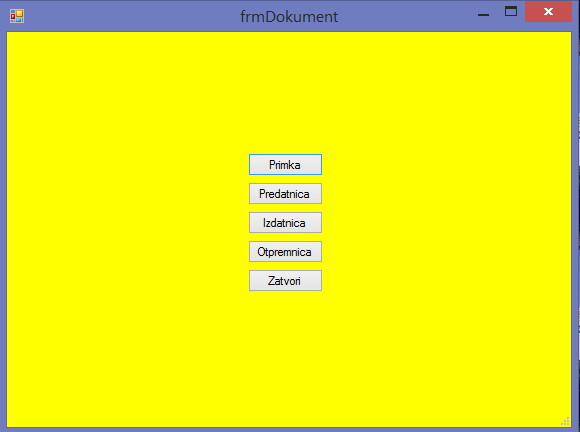 frmDokument
Primka
Predatnica
Izdatnica
Otpremnica
Zatvori